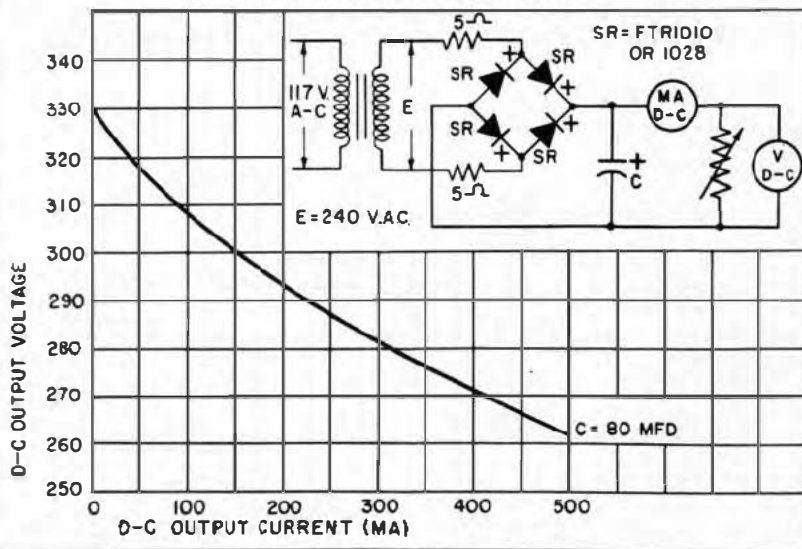 5-Ω
SR = FTR1010
OR 1028
340
330
320
310
300
290
280
270
260
250
D-C OUTPUT VOLTAGE
117 V.
A-C
E
SR
SR
SR
SR
+
+
+
+
MA
D-C
+
C
V
D-C
5-Ω
E = 240 V.A.C.
C = 80 MFD
0
100
200
300
400
500
D-C OUTPUT CURRENT (MA)